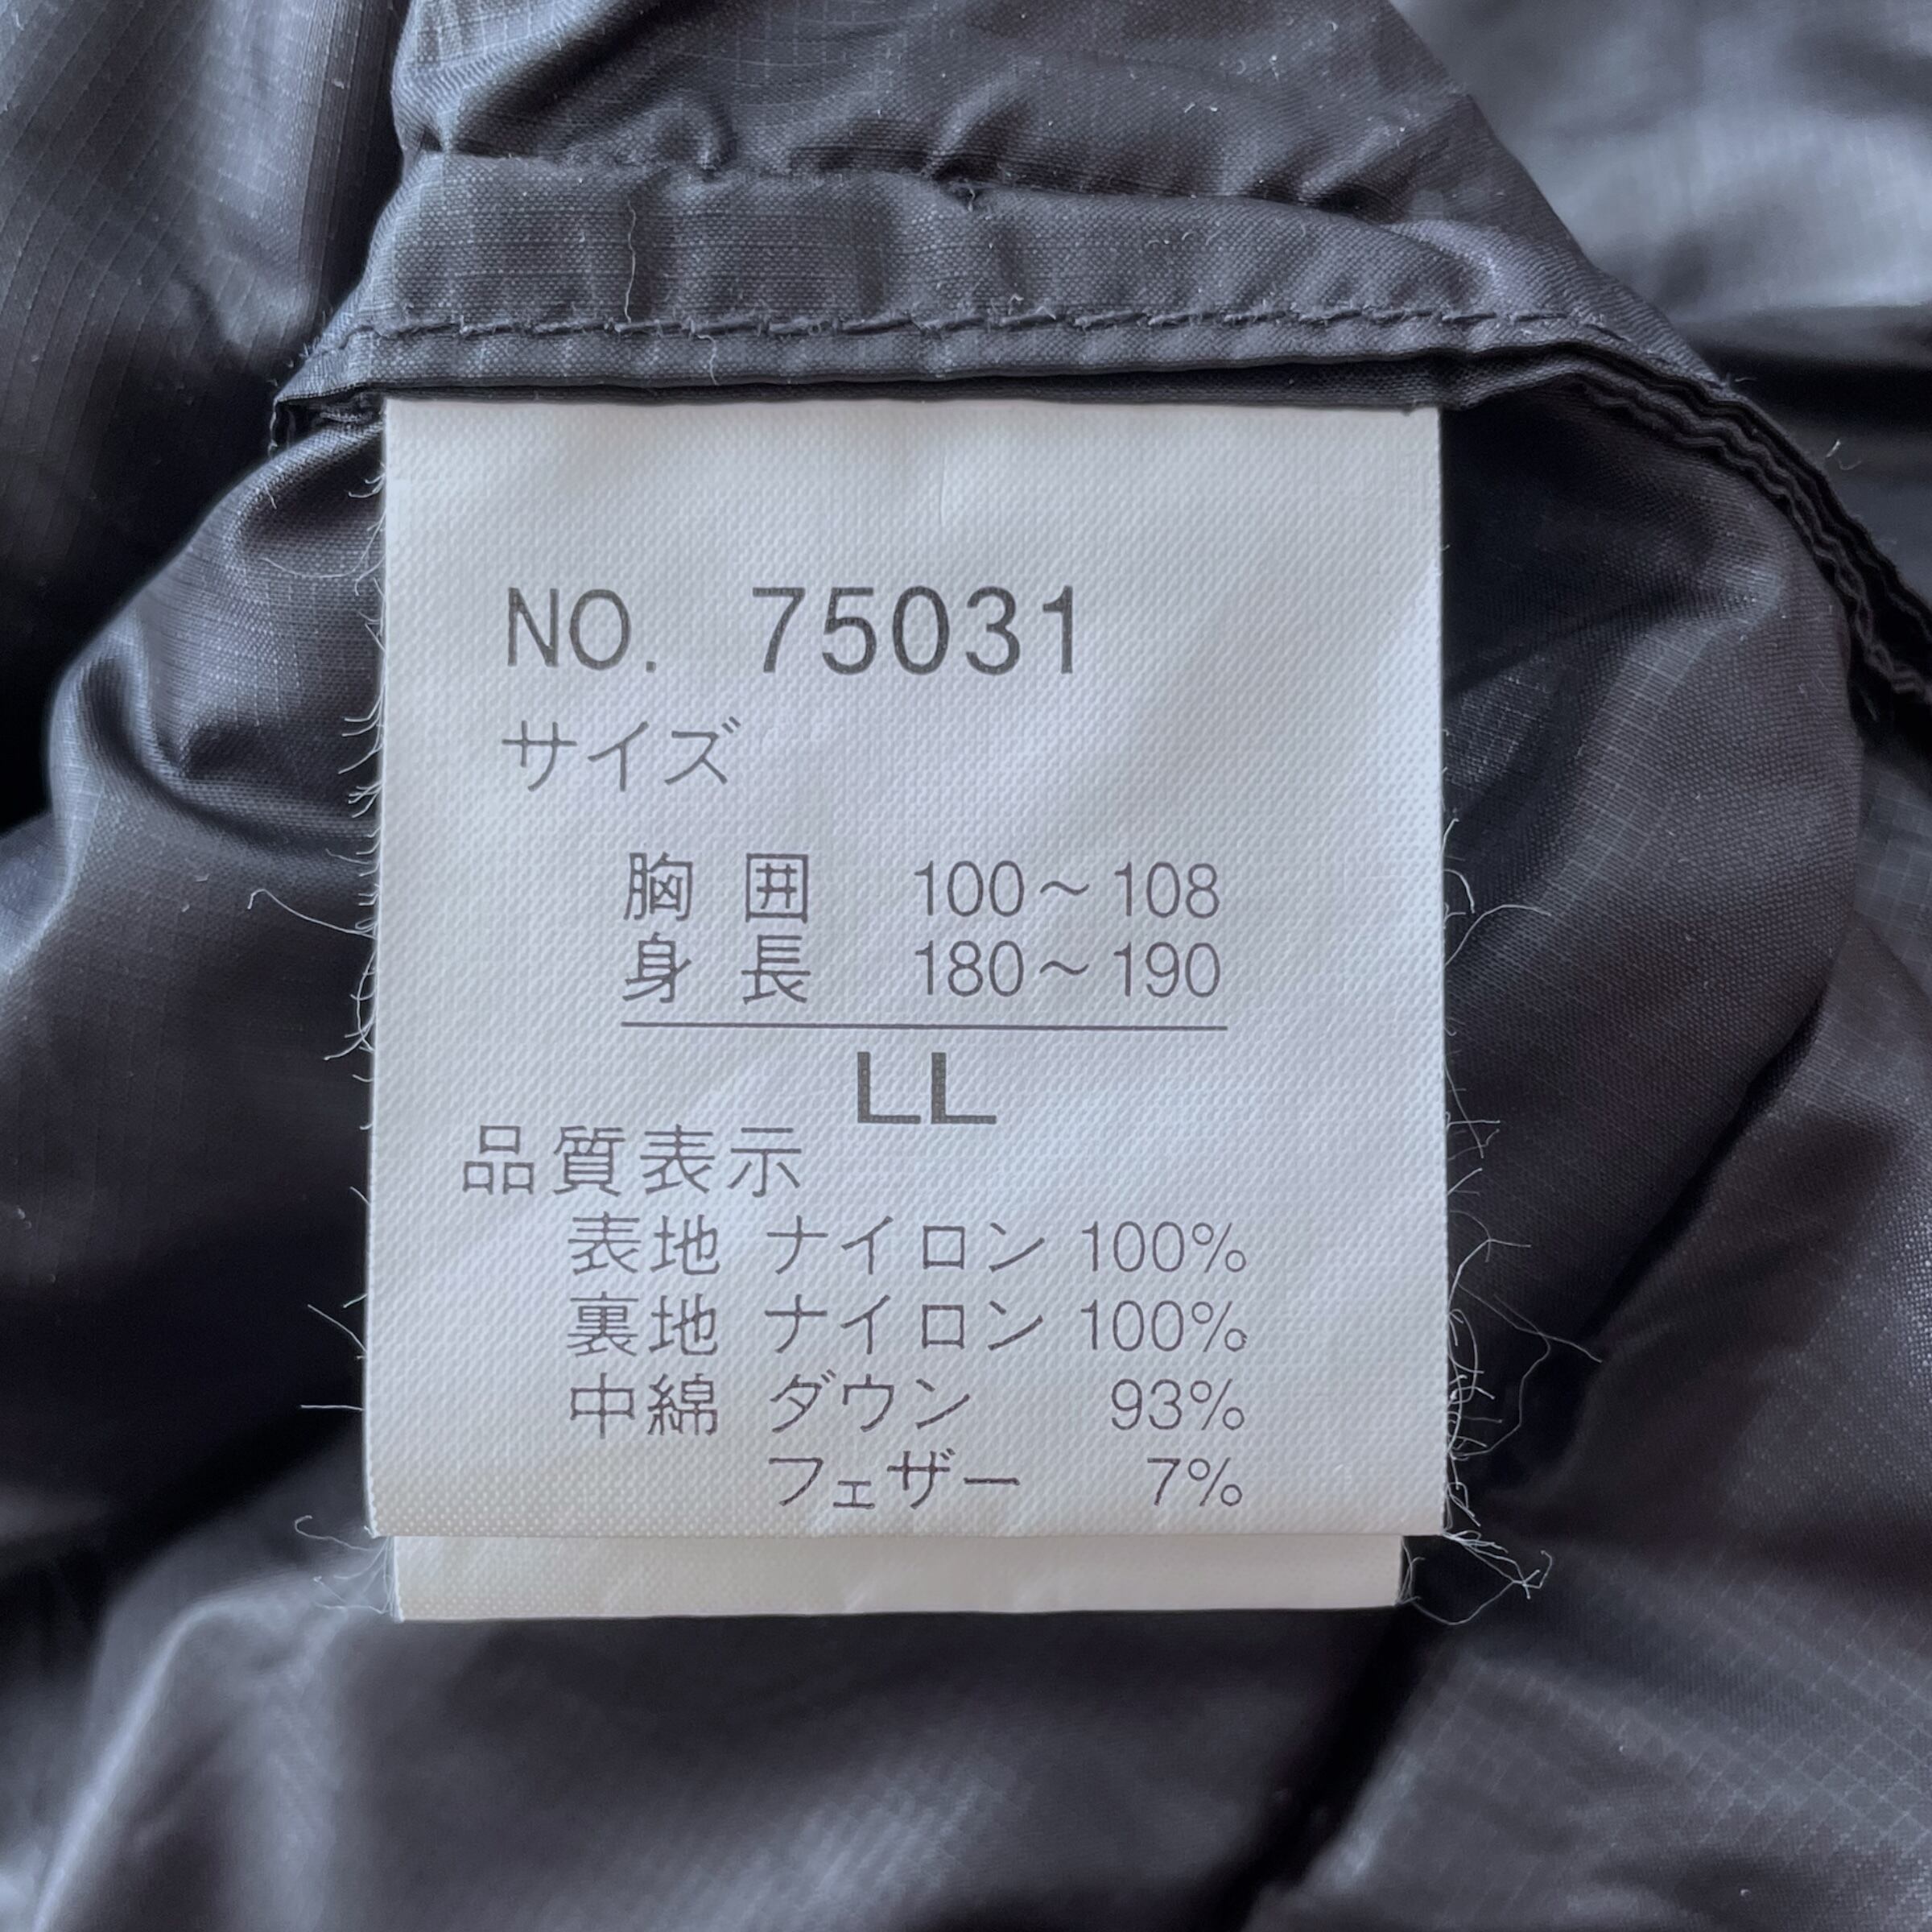 NO. 75031
サイズ
胸囲 100～108
身長 180～190
LL
品質表示
表地 ナイロン 100%
裏地 ナイロン 100%
中綿 ダウン 93%
フェザー 7%